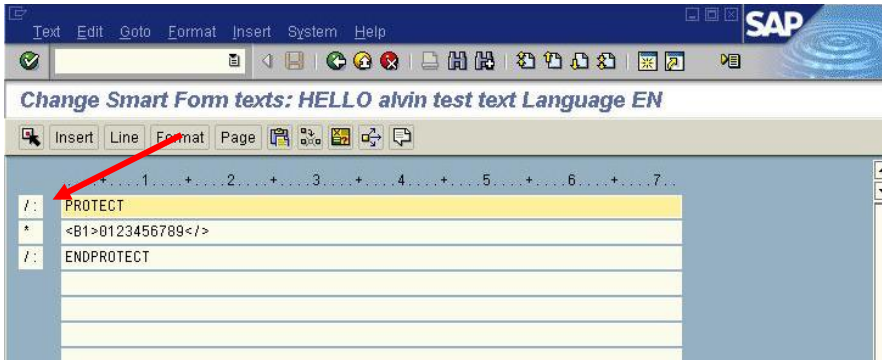 Text Edit Goto Format Insert System Help
SAP
Change Smart Form texts: HELLO alvin test text Language EN
Insert Line Format Page
....+....1....+....2....+....3....+....4....+....5....+....6....+....7..
/: PROTECT
* <B1>0123456789</>
/: ENDPROTECT